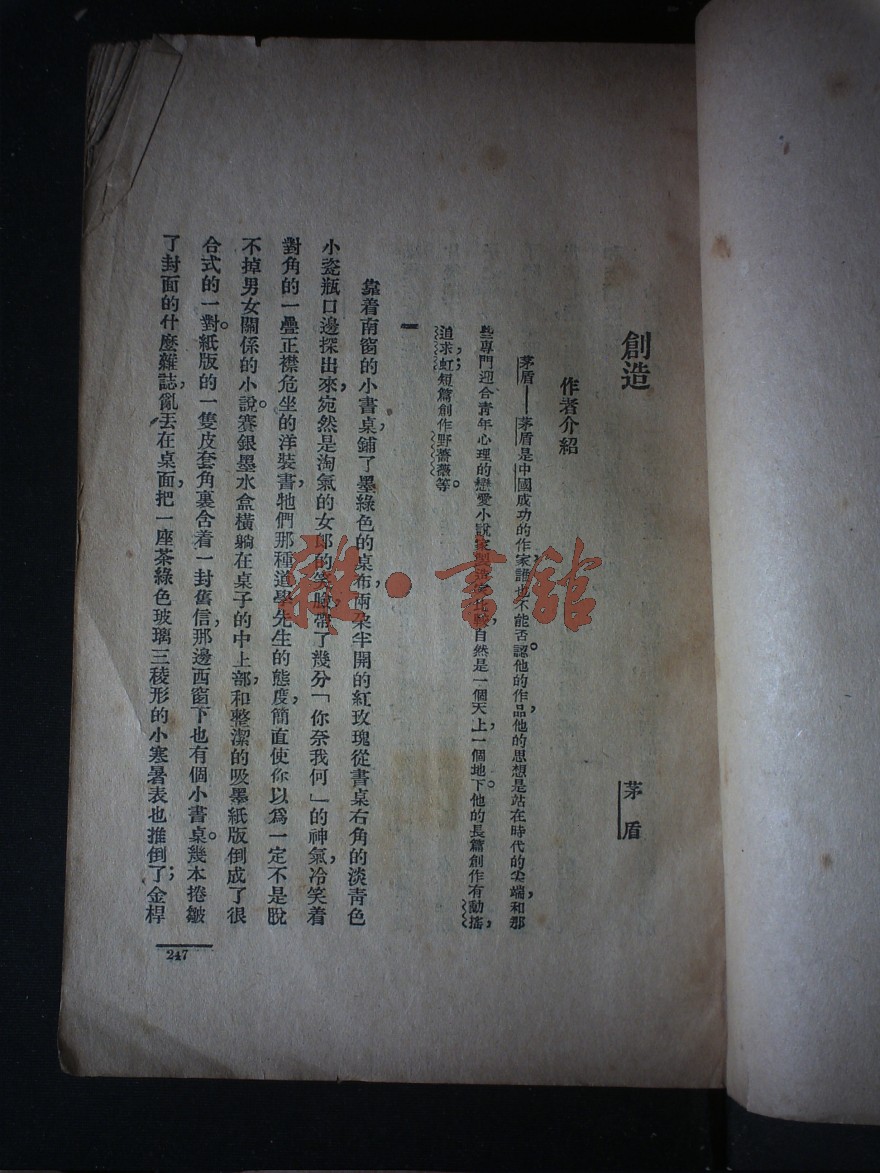 創造
茅盾
作者介紹
茅盾——茅盾是中國成功的作家,誰也不能否認。他的作品,他的思想是站在時代的尖端,和那
些專門迎合青年心理的戀愛小說家 比較,自然是一個天上,一個地下。他的長篇創作有動搖,
追求,虹;短篇創作野薔薇等。
一
靠着南窗的小書桌,鋪了墨綠色的桌布,兩朵半開的紅玫瑰從書桌右角的淡靑色
小瓷瓶口邊探出來,宛然是淘氣的女郎的笑臉,帶了幾分「你奈我何」的神氣,冷笑着
對角的一疊正襟危坐的洋裝書,牠們那種道學先生的態度,簡直使你以爲一定不是脫
不掉男女關係的小說。賽銀墨水盒橫躺在桌子的中上部,和整潔的吸墨紙版倒成了很
合式的一對。紙版的一隻皮套角裏含着一封舊信,那邊西窗下也有個小書桌。幾本捲皺
了封面的什麼雜誌,亂丟在桌面,把一座茶綠色玻璃三稜形的小寒暑表也推倒了;金桿
247
雜·書館